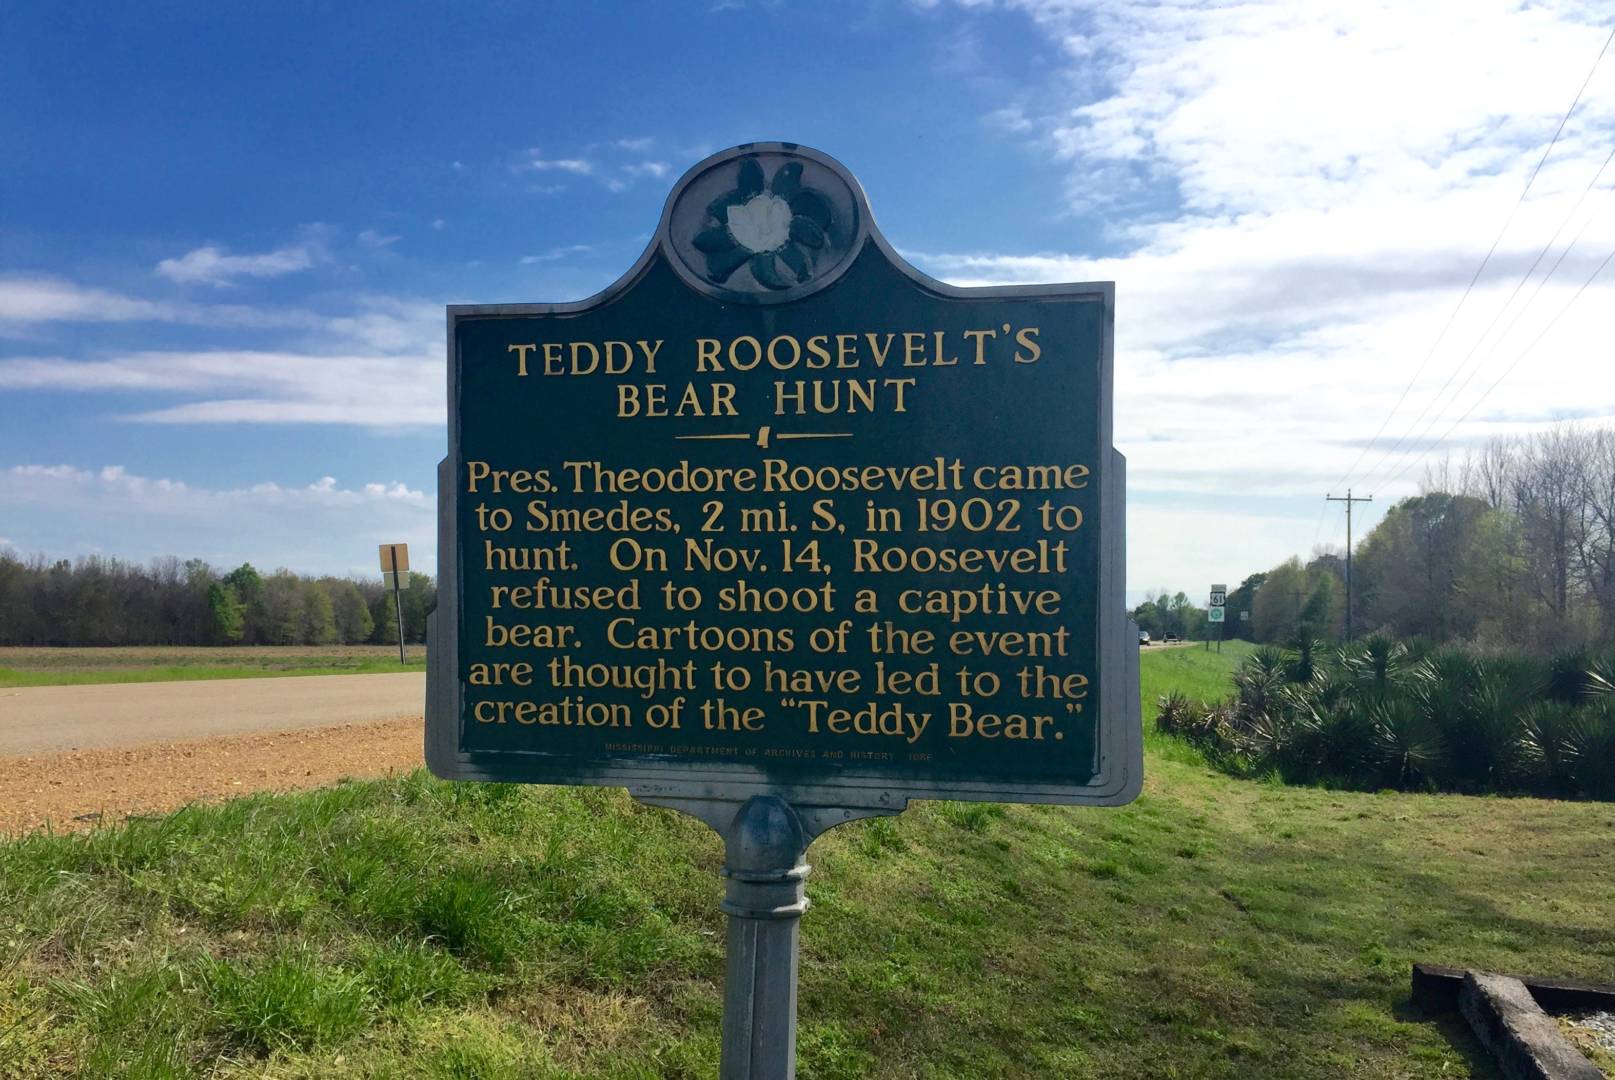 TEDDY ROOSEVELT'S
BEAR HUNT
Pres. Theodore Roosevelt came
to Smedes, 2 mi. S, in 1902 to
hunt. On Nov. 14, Roosevelt
refused to shoot a captive
bear. Cartoons of the event
are thought to have led to the
creation of the "Teddy Bear."
MISSISSIPPI DEPARTMENT OF ARCHIVES AND HISTORY
61